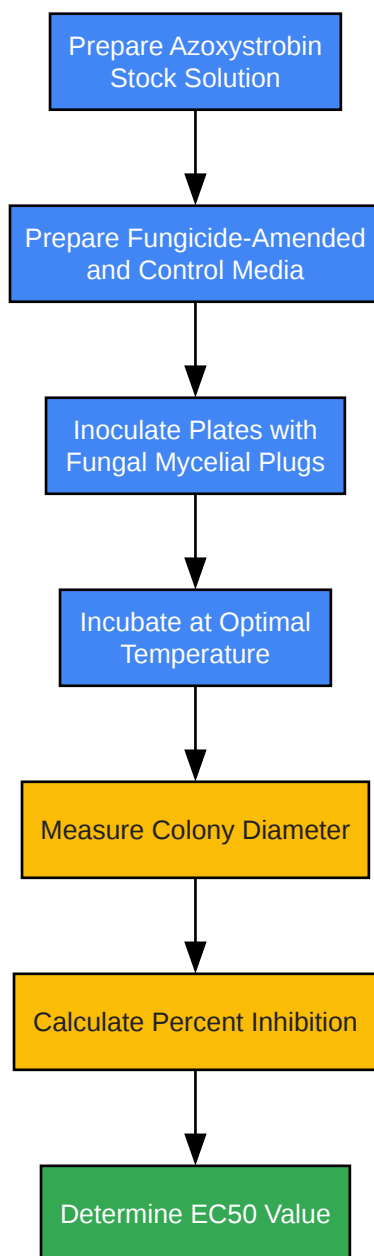 Prepare Azoxystrobin
Stock Solution
Prepare Fungicide-Amended
and Control Media
Inoculate Plates with
Fungal Mycelial Plugs
Incubate at Optimal
Temperature
Measure Colony Diameter
Calculate Percent Inhibition
Determine EC50 Value